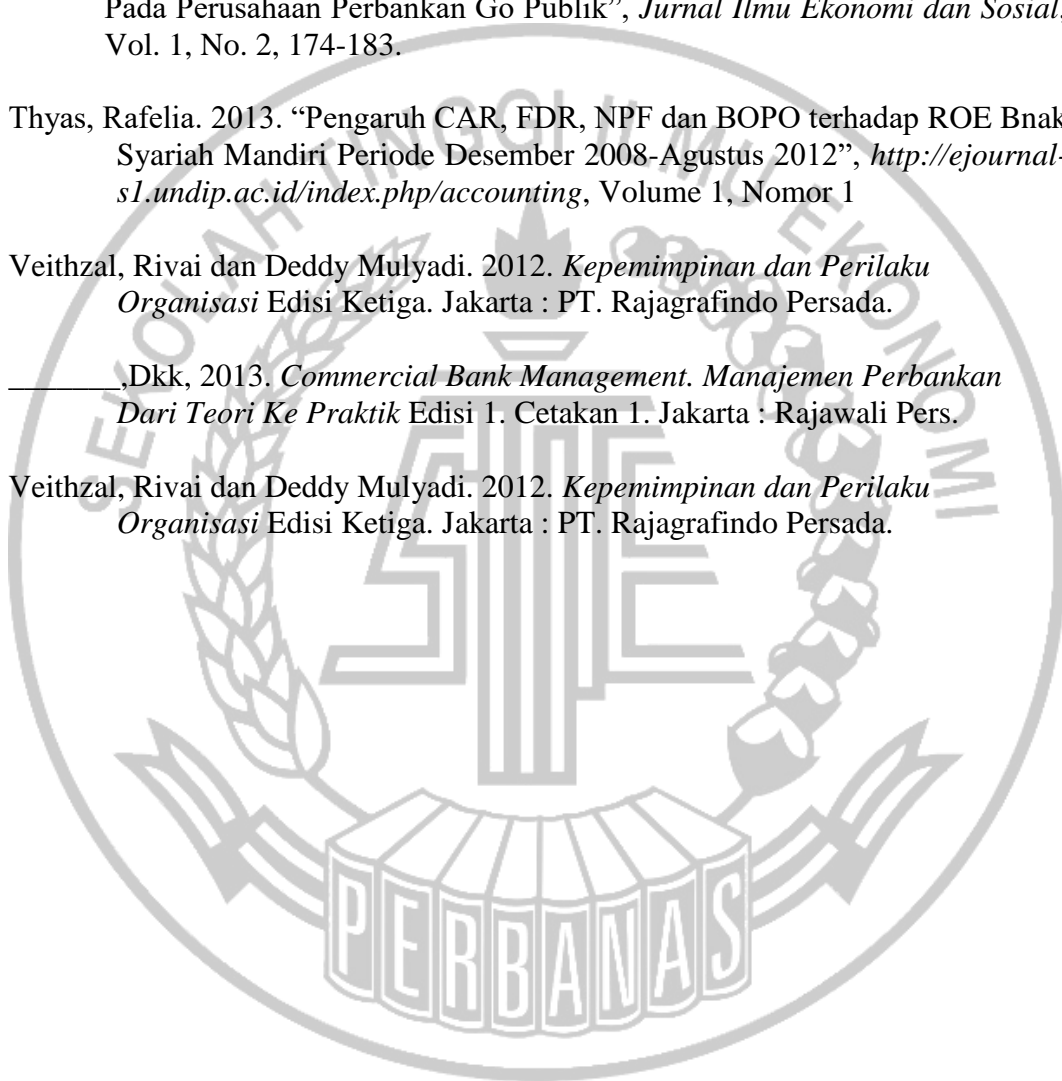 Pada Perusahaan Perbankan Go Publik”, Jurnal Ilmu Ekonomi dan Sosial,
Vol. 1, No. 2, 174-183.
Thyas, Rafelia. 2013. “Pengaruh CAR, FDR, NPF dan BOPO terhadap ROE Bnak
Syariah Mandiri Periode Desember 2008-Agustus 2012”, http://ejournal-
s1.undip.ac.id/index.php/accounting, Volume 1, Nomor 1
Veithzal, Rivai dan Deddy Mulyadi. 2012. Kepemimpinan dan Perilaku
Organisasi Edisi Ketiga. Jakarta : PT. Rajagrafindo Persada.
_______,Dkk, 2013. Commercial Bank Management. Manajemen Perbankan
Dari Teori Ke Praktik Edisi 1. Cetakan 1. Jakarta : Rajawali Pers.
Veithzal, Rivai dan Deddy Mulyadi. 2012. Kepemimpinan dan Perilaku
Organisasi Edisi Ketiga. Jakarta : PT. Rajagrafindo Persada.
SEKOLAH TINGGI ILMU EKONOMI
STIE
PERBANAS